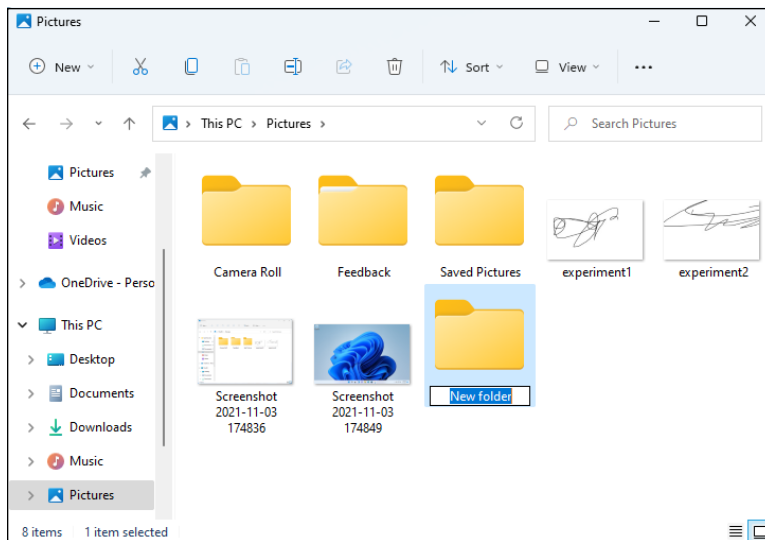 Pictures
New
Sort
View
This PC
Pictures
Search Pictures
Pictures
Music
Videos
OneDrive - Perso
This PC
Desktop
Documents
Downloads
Music
Pictures
Camera Roll
Feedback
Saved Pictures
experiment1
experiment2
Screenshot
2021-11-03
174836
Screenshot
2021-11-03
174849
New folder
8 items
1 item selected